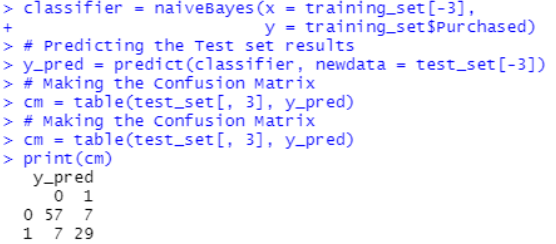 > classifier = naiveBayes(x = training_set[-3],
+                         y = training_set$Purchased)
> # Predicting the Test set results
> y_pred = predict(classifier, newdata = test_set[-3])
> # Making the Confusion Matrix
> cm = table(test_set[, 3], y_pred)
> # Making the Confusion Matrix
> cm = table(test_set[, 3], y_pred)
> print(cm)
   y_pred
     0  1
  0 57  7
  1  7 29